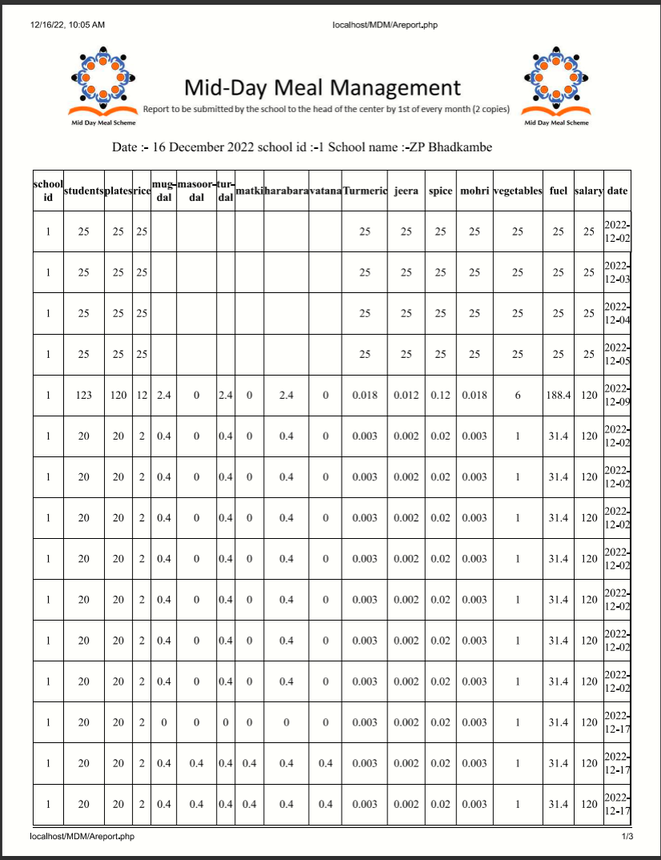 12/16/22, 10:05 AM localhost/MDM/Areport.php
Mid-Day Meal Management
Report to be submitted by the school to the head of the center by 1st of every month (2 copies)
Mid Day Meal Scheme Mid Day Meal Scheme
Date :- 16 December 2022 school id :-1 School name :-ZP Bhadkambe
school id students plates rice mug-dal masoor-dal tur-dal matki harabara vatana Turmeric jeera spice mohri vegetables fuel salary date
1 25 25 25 25 25 25 25 25 25 25 2022-12-02
1 25 25 25 25 25 25 25 25 25 25 2022-12-03
1 25 25 25 25 25 25 25 25 25 25 2022-12-04
1 25 25 25 25 25 25 25 25 25 25 2022-12-05
1 123 120 12 2.4 0 2.4 0 2.4 0 0.018 0.012 0.12 0.018 6 188.4 120 2022-12-09
1 20 20 2 0.4 0 0.4 0 0.4 0 0.003 0.002 0.02 0.003 1 31.4 120 2022-12-02
1 20 20 2 0.4 0 0.4 0 0.4 0 0.003 0.002 0.02 0.003 1 31.4 120 2022-12-02
1 20 20 2 0.4 0 0.4 0 0.4 0 0.003 0.002 0.02 0.003 1 31.4 120 2022-12-02
1 20 20 2 0.4 0 0.4 0 0.4 0 0.003 0.002 0.02 0.003 1 31.4 120 2022-12-02
1 20 20 2 0.4 0 0.4 0 0.4 0 0.003 0.002 0.02 0.003 1 31.4 120 2022-12-02
1 20 20 2 0.4 0 0.4 0 0.4 0 0.003 0.002 0.02 0.003 1 31.4 120 2022-12-02
1 20 20 2 0.4 0 0.4 0 0.4 0 0.003 0.002 0.02 0.003 1 31.4 120 2022-12-02
1 20 20 2 0 0 0 0 0 0 0.003 0.002 0.02 0.003 1 31.4 120 2022-12-17
1 20 20 2 0.4 0.4 0.4 0.4 0.4 0.4 0.003 0.002 0.02 0.003 1 31.4 120 2022-12-17
1 20 20 2 0.4 0.4 0.4 0.4 0.4 0.4 0.003 0.002 0.02 0.003 1 31.4 120 2022-12-17
localhost/MDM/Areport.php 1/3